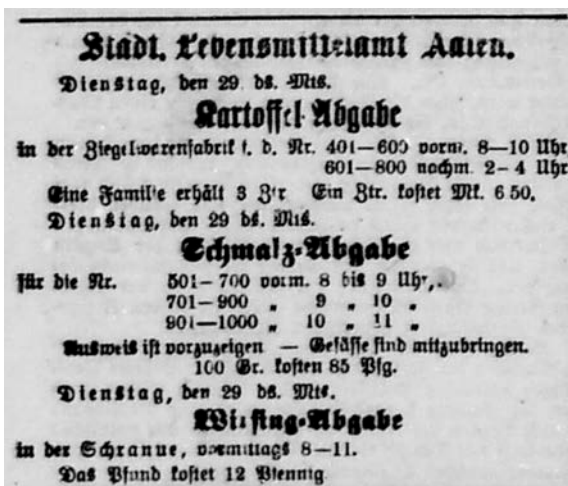 Städt. Lebensmittelamt Aalen.
Dienstag, den 29 ds. Mts.
Kartoffel-Abgabe
in der Ziegelwerenfabrik f. d. Nr. 401—600 vorm. 8—10 Uhr
601—800 nachm. 2—4 Uhr
Eine Familie erhält 3 Ztr Ein Ztr. kostet Mk. 6 50.
Dienstag, den 29 ds. Mts.
Schmalz-Abgabe
für die Nr. 501—700 vorm. 8 bis 9 Uhr,
701—900 „ 9 „ 10 „
901—1000 „ 10 „ 11 „
Ausweis ist vorzuzeigen — Gefässe sind mitzubringen.
100 Gr. kosten 85 Pfg.
Dienstag, den 29 ds. Mts.
Wirsing-Abgabe
in der Schranne, vormittags 8—11.
Das Pfund kostet 12 Pfennig